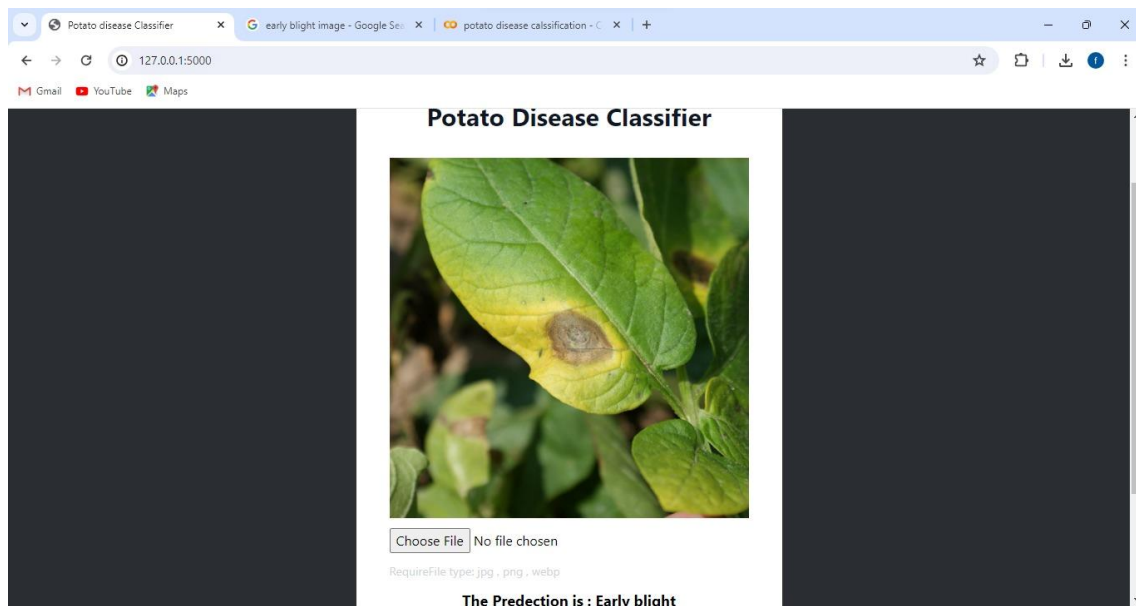 Potato disease Classifier
early blight image - Google Sea
potato disease calssification - C
127.0.0.1:5000
f
Gmail YouTube Maps
Potato Disease Classifier
Choose File No file chosen
RequireFile type: jpg , png , webp
The Predection is : Early blight